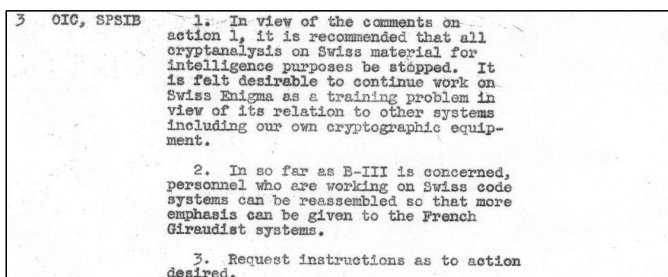 3 OIC, SPSIB 1. In view of the comments on
action 1, it is recommended that all
cryptanalysis on Swiss material for
intelligence purposes be stopped. It
is felt desirable to continue work on
Swiss Enigma as a training problem in
view of its relation to other systems
including our own cryptographic equip-
ment.
2. In so far as B-III is concerned,
personnel who are working on Swiss code
systems can be reassembled so that more
emphasis can be given to the French
Giraudist systems.
3. Request instructions as to action
desired.